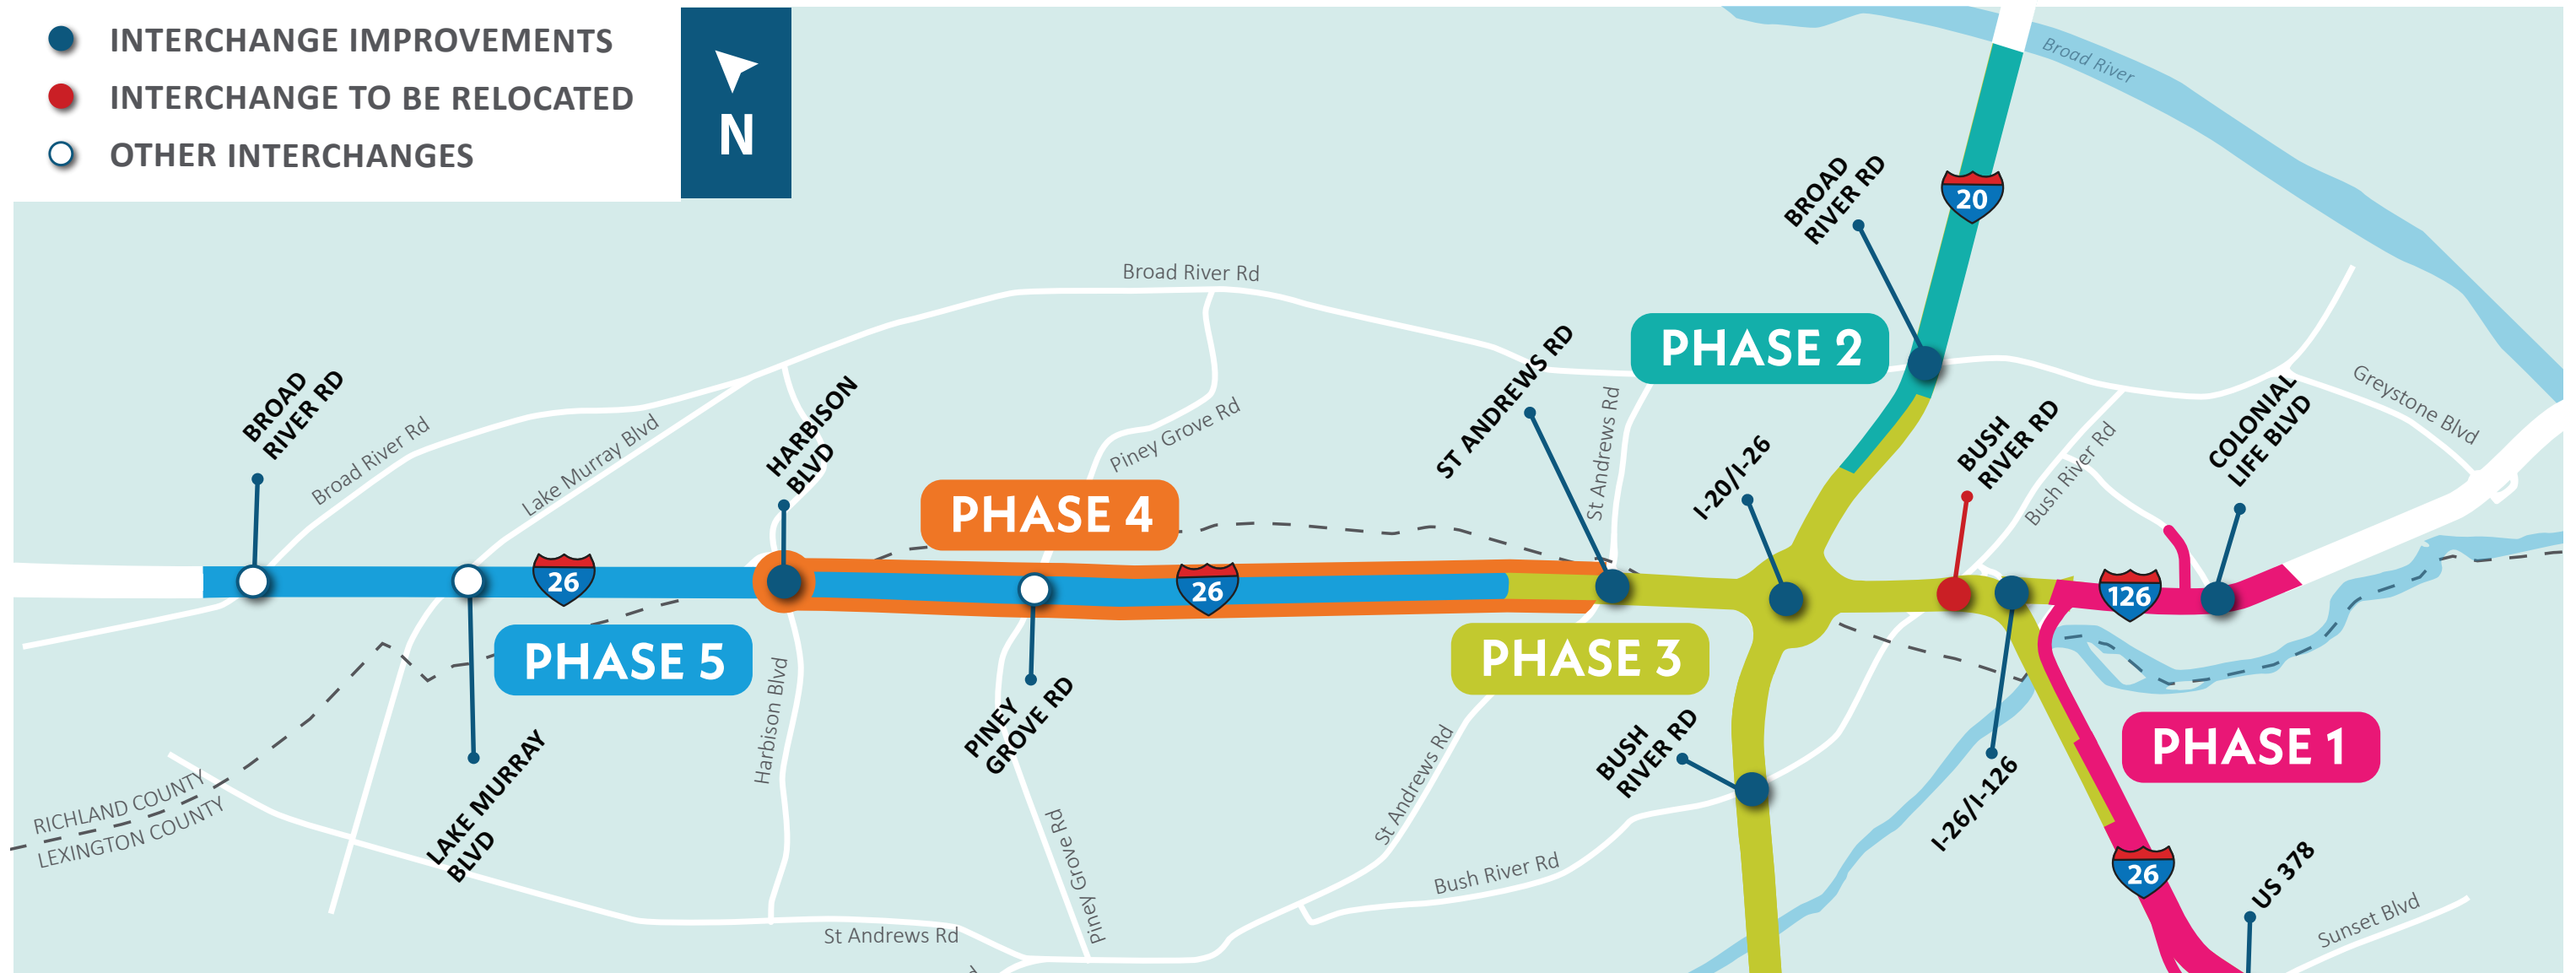 INTERCHANGE IMPROVEMENTS
INTERCHANGE TO BE RELOCATED
OTHER INTERCHANGES
N
Broad River
20
BROAD
RIVER RD
Broad River Rd
PHASE 2
BROAD
RIVER RD
Broad River Rd
Lake Murray Blvd
HARBISON
BLVD
Piney Grove Rd
ST ANDREWS RD
St Andrews Rd
I-20/I-26
BUSH
RIVER RD
Bush River Rd
COLONIAL
LIFE BLVD
Greystone Blvd
PHASE 4
26
26
126
PHASE 5
PHASE 3
PHASE 1
Harbison Blvd
PINEY
GROVE RD
BUSH
RIVER RD
St Andrews Rd
LAKE MURRAY
BLVD
RICHLAND COUNTY
LEXINGTON COUNTY
I-26/I-126
Piney Grove Rd
Bush River Rd
26
US 378
St Andrews Rd
Sunset Blvd